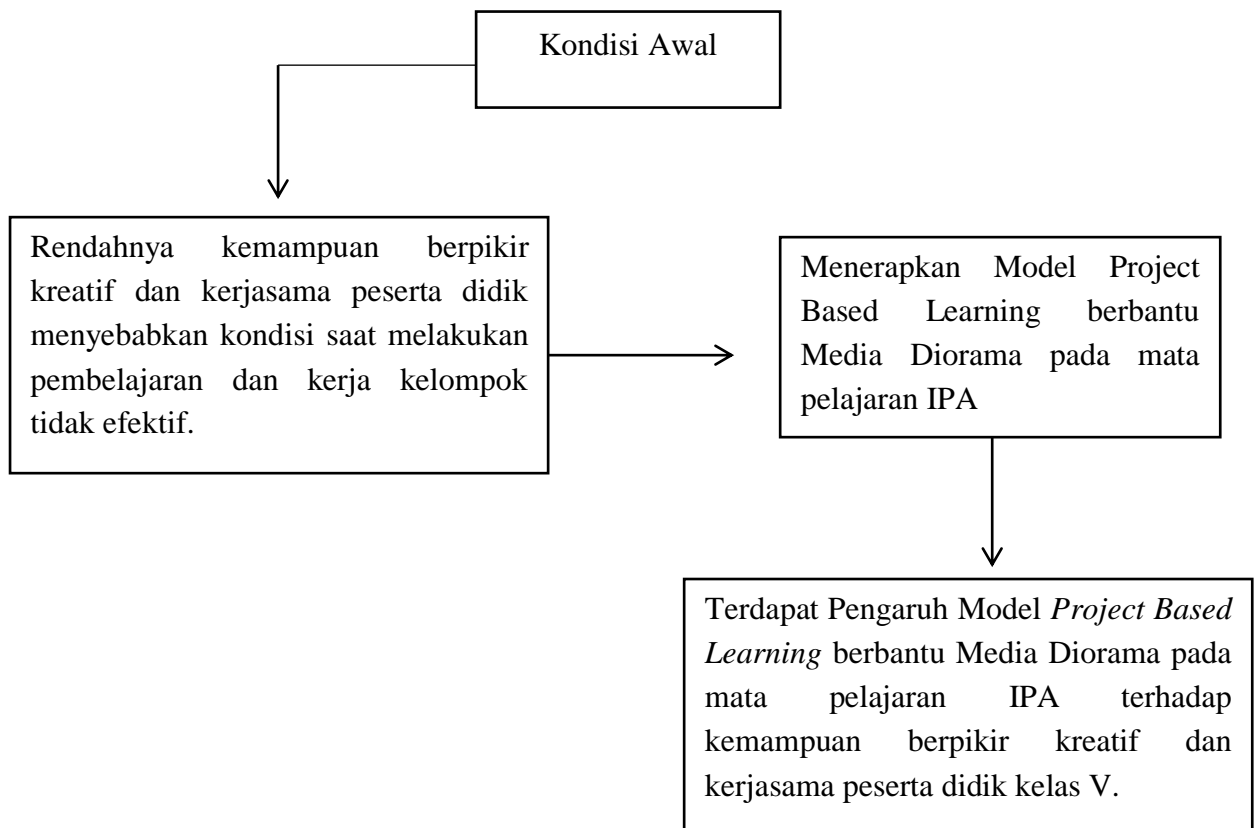 Kondisi Awal
Rendahnya kemampuan berpikir
kreatif dan kerjasama peserta didik
menyebabkan kondisi saat melakukan
pembelajaran dan kerja kelompok
tidak efektif.
Menerapkan Model Project
Based Learning berbantu
Media Diorama pada mata
pelajaran IPA
Terdapat Pengaruh Model Project Based
Learning berbantu Media Diorama pada
mata pelajaran IPA terhadap
kemampuan berpikir kreatif dan
kerjasama peserta didik kelas V.